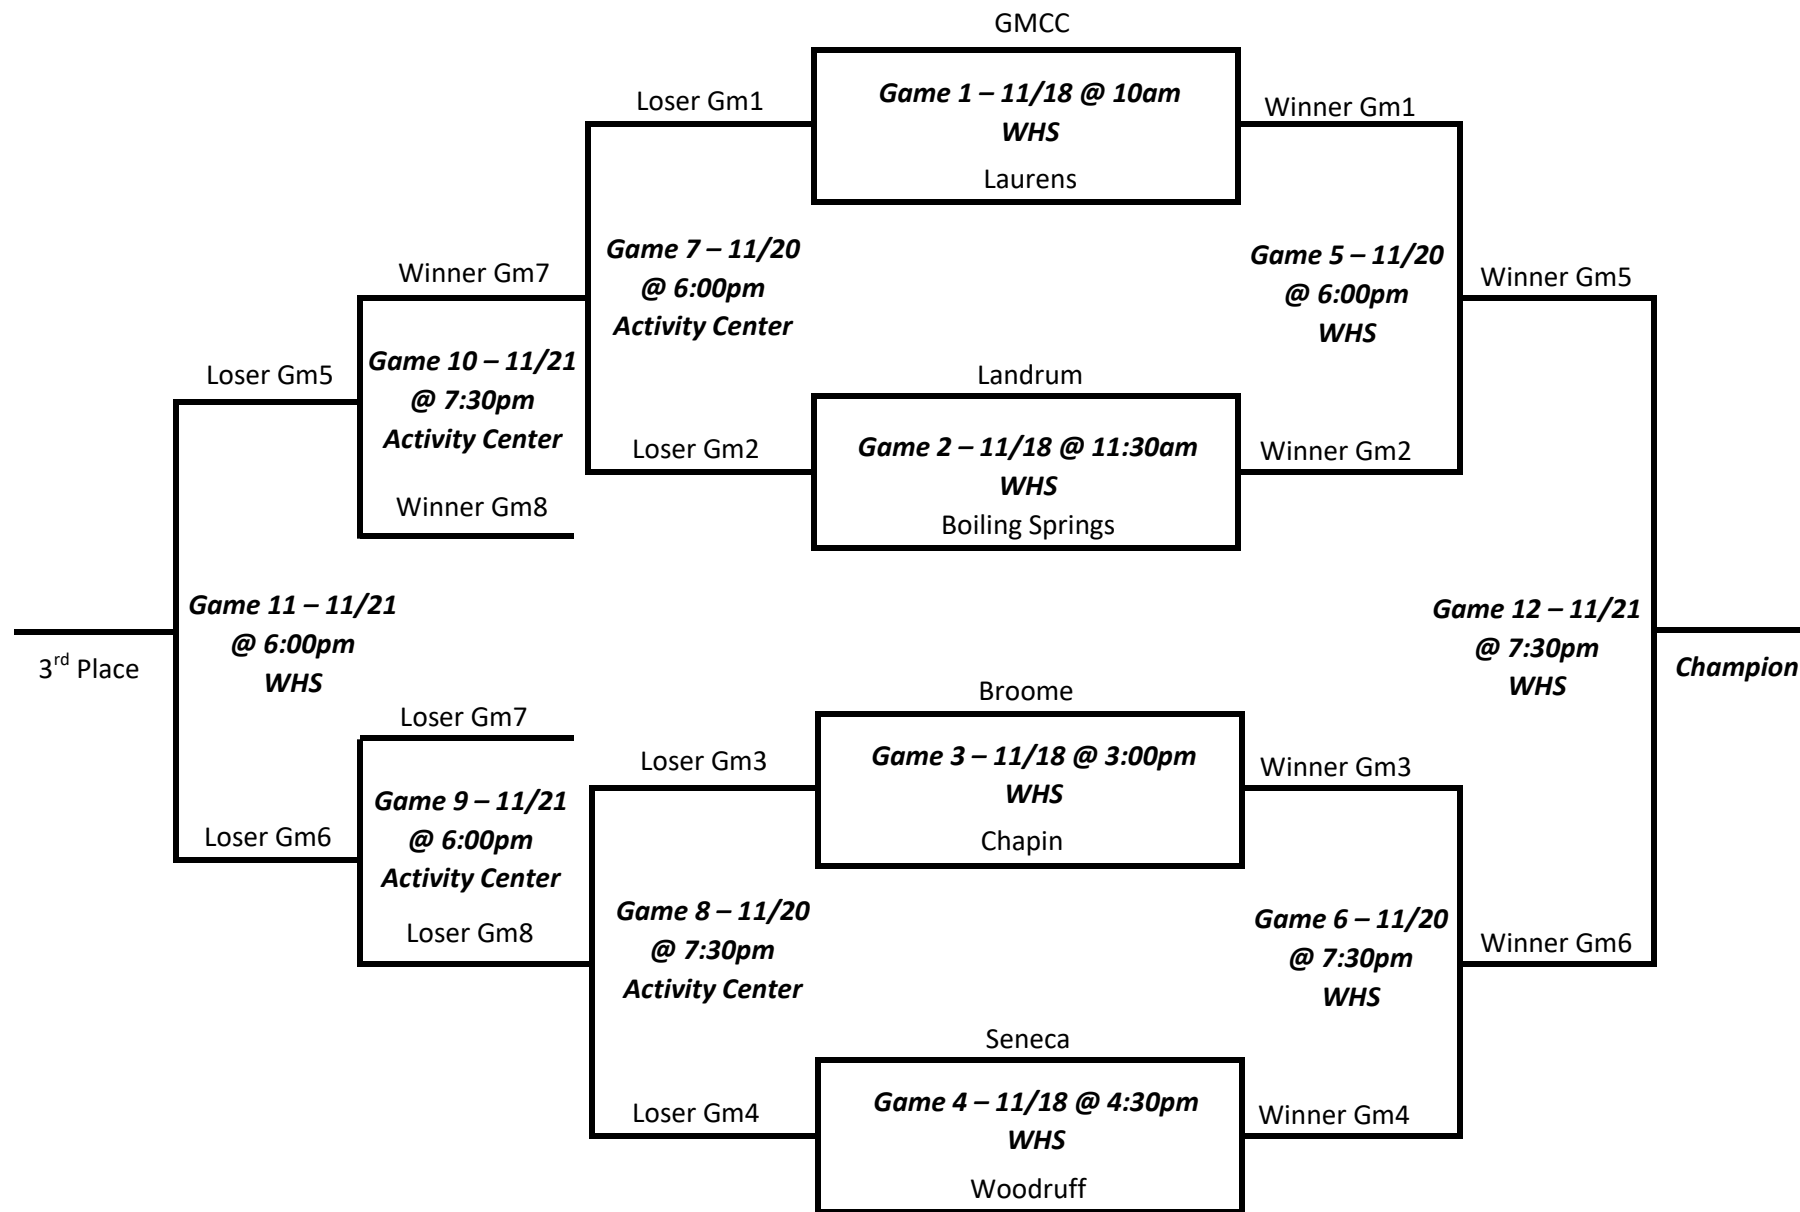 GMCC
Game 1 – 11/18 @ 10am
WHS
Laurens
Loser Gm1
Winner Gm1
Game 7 – 11/20
@ 6:00pm
Activity Center
Game 5 – 11/20
@ 6:00pm
WHS
Winner Gm7
Winner Gm5
Game 10 – 11/21
@ 7:30pm
Activity Center
Loser Gm5
Landrum
Game 2 – 11/18 @ 11:30am
WHS
Boiling Springs
Loser Gm2
Winner Gm2
Winner Gm8
Game 11 – 11/21
@ 6:00pm
WHS
3rd Place
Game 12 – 11/21
@ 7:30pm
WHS
Champion
Broome
Game 3 – 11/18 @ 3:00pm
WHS
Chapin
Loser Gm7
Loser Gm3
Winner Gm3
Game 9 – 11/21
@ 6:00pm
Activity Center
Loser Gm6
Loser Gm8
Game 8 – 11/20
@ 7:30pm
Activity Center
Game 6 – 11/20
@ 7:30pm
WHS
Winner Gm6
Seneca
Game 4 – 11/18 @ 4:30pm
WHS
Woodruff
Loser Gm4
Winner Gm4